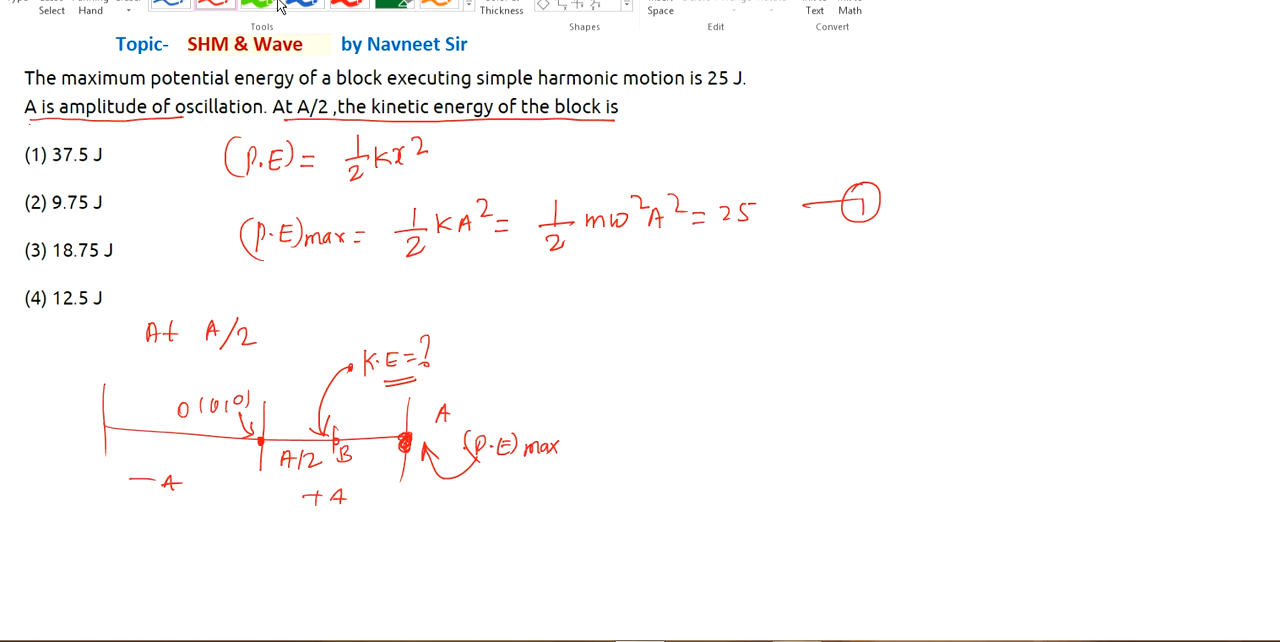 Select
Hand
Thickness
Space
Text
Math
Tools
Shapes
Edit
Convert
Topic- SHM & Wave by Navneet Sir
The maximum potential energy of a block executing simple harmonic motion is 25 J.
A is amplitude of oscillation. At A/2 ,the kinetic energy of the block is
(1) 37.5 J
(P.E) = 1/2 Kx²
(2) 9.75 J
(P.E)max = 1/2 KA² = 1/2 mω²A² = 25 — 1
(3) 18.75 J
(4) 12.5 J
At A/2
K.E = ?
O(0,0)
A
A/2 B
(P.E) max
-A
+A